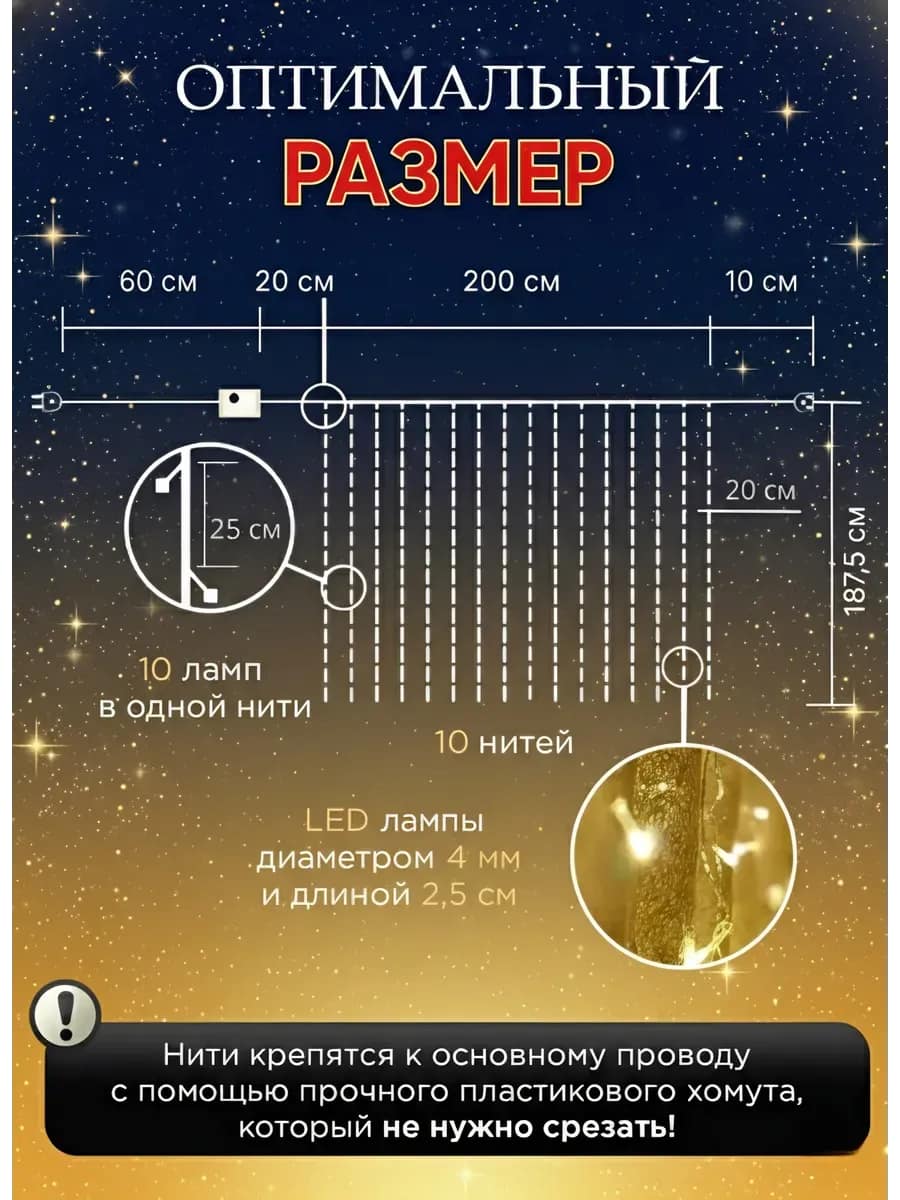 ОПТИМАЛЬНЫЙ
РАЗМЕР
60 см 20 см 200 см 10 см
20 см
25 см
187,5 см
10 ламп
в одной нити
10 нитей
LED лампы
диаметром 4 мм
и длиной 2,5 см
!
Нити крепятся к основному проводу
с помощью прочного пластикового хомута,
который не нужно срезать!